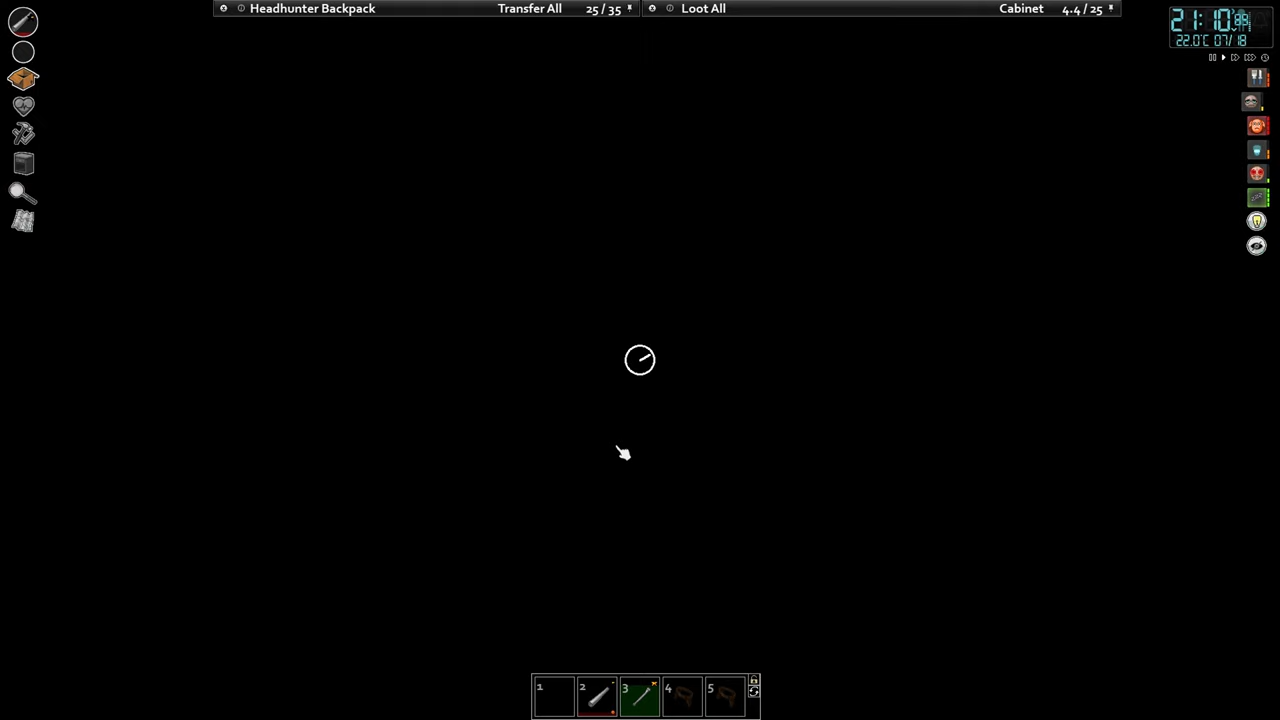 Headhunter Backpack Transfer All 25 / 35 Loot All Cabinet 4.4 / 25
21:10
22.0°C 07/18
1 2 3 4 5